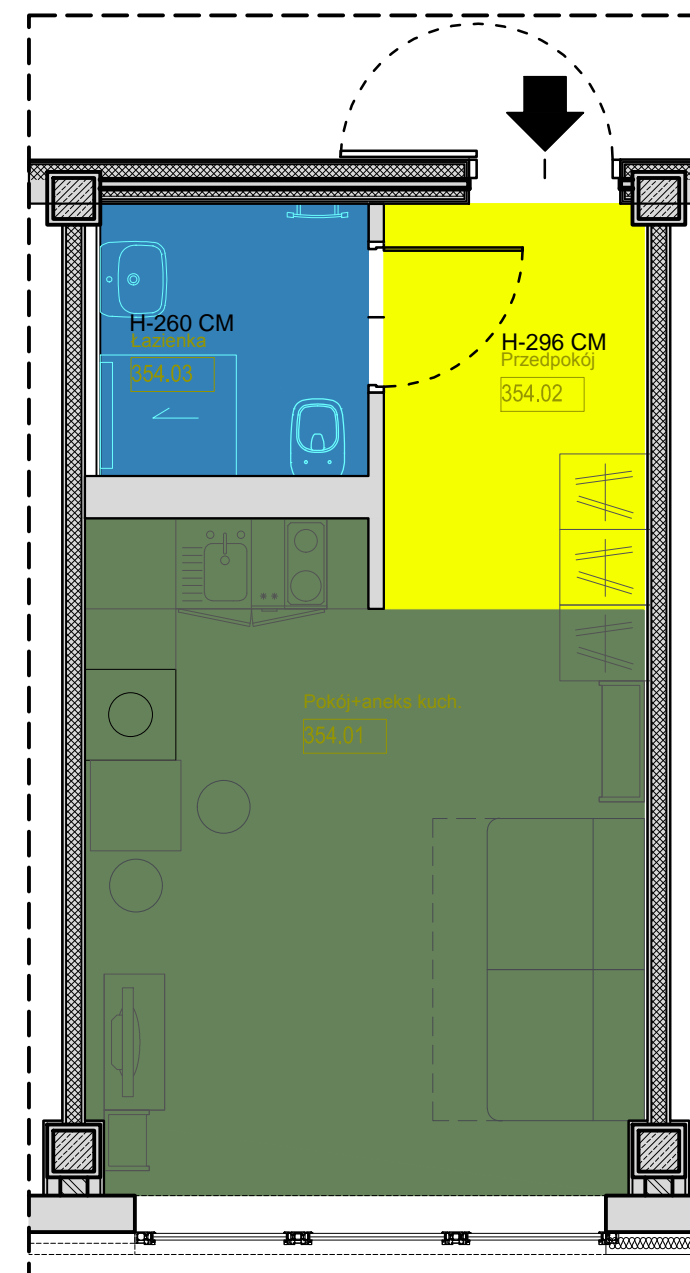 H-260 CM
Łazienka
354.03
H-296 CM
Przedpokój
354.02
Pokój+aneks kuch.
354.01